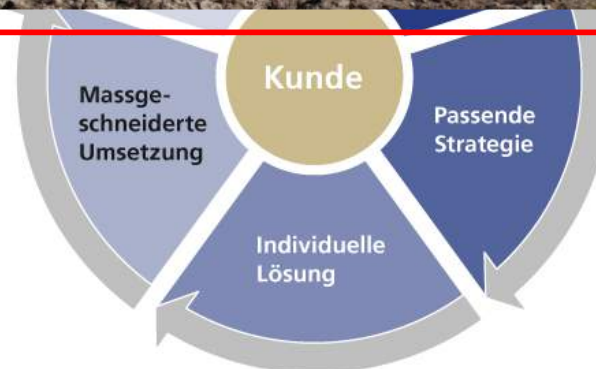 Kunde
Massge-
schneiderte
Umsetzung
Passende
Strategie
Individuelle
Lösung